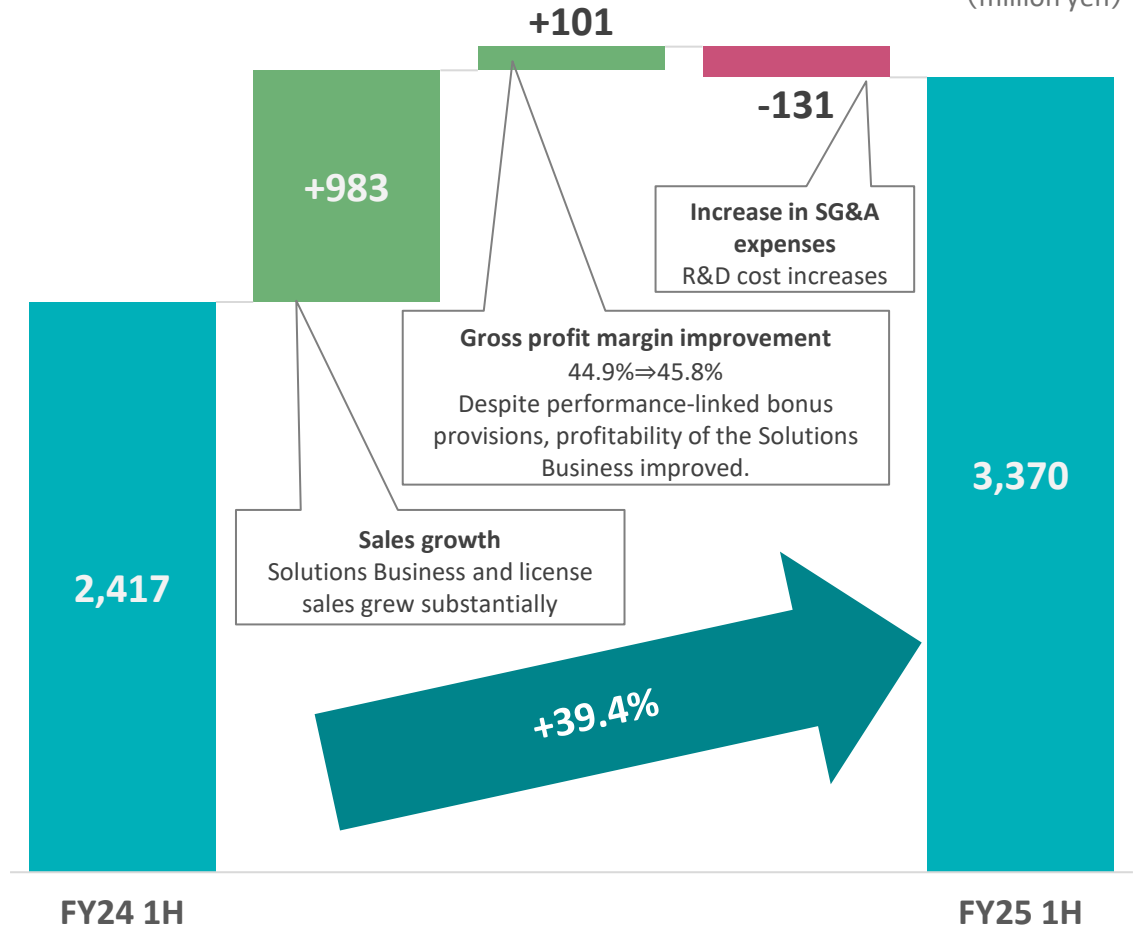 (million yen)
+101
-131
+983
Increase in SG&A
expenses
R&D cost increases
Gross profit margin improvement
44.9%⇒45.8%
Despite performance-linked bonus
provisions, profitability of the Solutions
Business improved.
3,370
Sales growth
Solutions Business and license
sales grew substantially
2,417
+39.4%
FY24 1H
FY25 1H